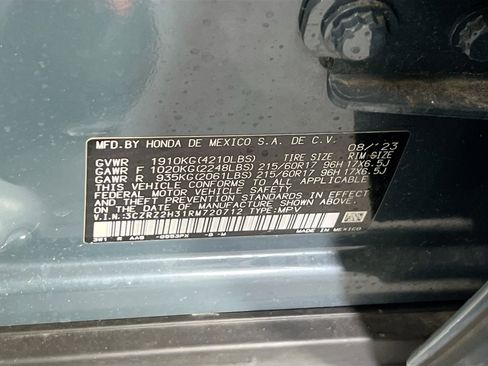 MFD.BY HONDA DE MEXICO S.A. DE C.V. 08/'23
GVWR 1910KG(4210LBS) TIRE SIZE RIM SIZE
GAWR F 1020KG(2248LBS) 215/60R17 96H 17X6.5J
GAWR R 935KG(2061LBS) 215/60R17 96H 17X6.5J
THIS VEHICLE CONFORMS TO ALL APPLICABLE
FEDERAL MOTOR VEHICLE SAFETY
STANDARDS IN EFFECT ON THE DATE OF
MANUFACTURE SHOWN ABOVE.
V.I.N:3CZRZ2H31RM720712 TYPE:MPV
MADE IN
MEXICO